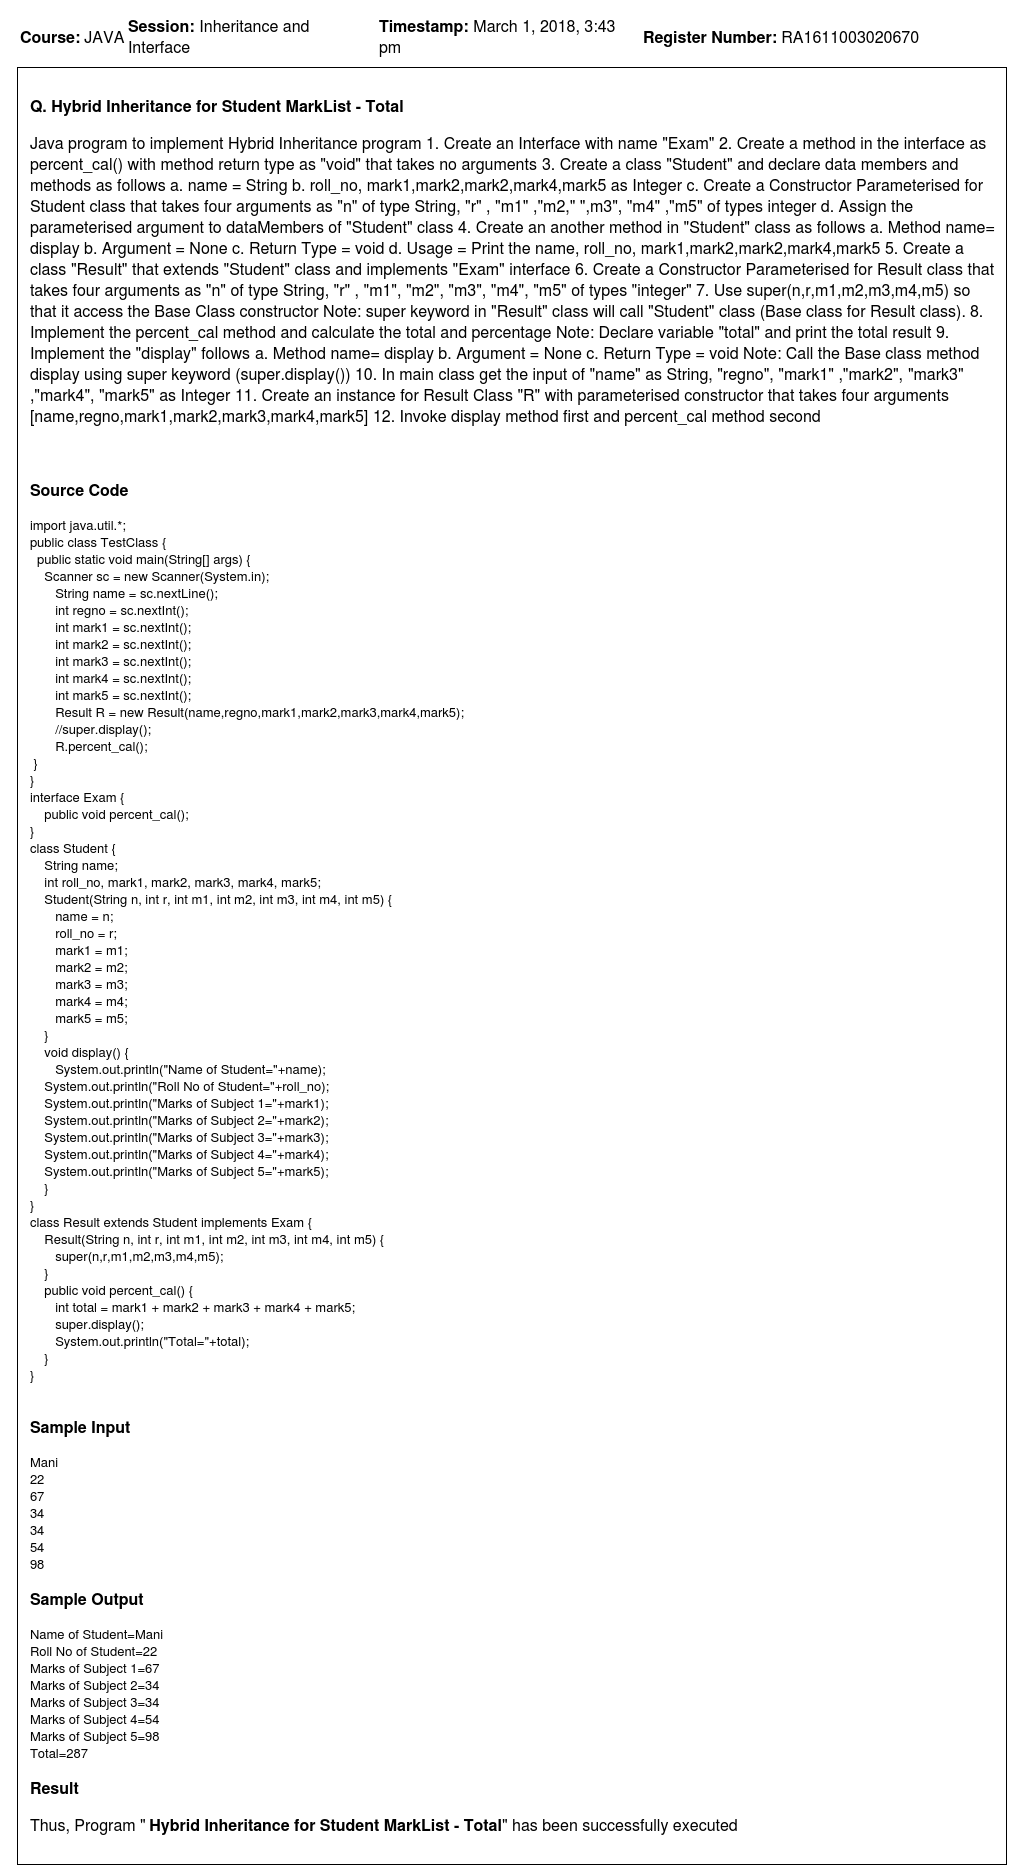 Course: JAVA Session: Inheritance and Interface Timestamp: March 1, 2018, 3:43 pm Register Number: RA1611003020670
Q. Hybrid Inheritance for Student MarkList - Total
Java program to implement Hybrid Inheritance program 1. Create an Interface with name "Exam" 2. Create a method in the interface as
percent_cal() with method return type as "void" that takes no arguments 3. Create a class "Student" and declare data members and
methods as follows a. name = String b. roll_no, mark1,mark2,mark2,mark4,mark5 as Integer c. Create a Constructor Parameterised for
Student class that takes four arguments as "n" of type String, "r" , "m1" ,"m2," ",m3", "m4" ,"m5" of types integer d. Assign the
parameterised argument to dataMembers of "Student" class 4. Create an another method in "Student" class as follows a. Method name=
display b. Argument = None c. Return Type = void d. Usage = Print the name, roll_no, mark1,mark2,mark2,mark4,mark5 5. Create a
class "Result" that extends "Student" class and implements "Exam" interface 6. Create a Constructor Parameterised for Result class that
takes four arguments as "n" of type String, "r" , "m1", "m2", "m3", "m4", "m5" of types "integer" 7. Use super(n,r,m1,m2,m3,m4,m5) so
that it access the Base Class constructor Note: super keyword in "Result" class will call "Student" class (Base class for Result class). 8.
Implement the percent_cal method and calculate the total and percentage Note: Declare variable "total" and print the total result 9.
Implement the "display" follows a. Method name= display b. Argument = None c. Return Type = void Note: Call the Base class method
display using super keyword (super.display()) 10. In main class get the input of "name" as String, "regno", "mark1" ,"mark2", "mark3"
,"mark4", "mark5" as Integer 11. Create an instance for Result Class "R" with parameterised constructor that takes four arguments
[name,regno,mark1,mark2,mark3,mark4,mark5] 12. Invoke display method first and percent_cal method second
Source Code
import java.util.*;
public class TestClass {
public static void main(String[] args) {
Scanner sc = new Scanner(System.in);
String name = sc.nextLine();
int regno = sc.nextInt();
int mark1 = sc.nextInt();
int mark2 = sc.nextInt();
int mark3 = sc.nextInt();
int mark4 = sc.nextInt();
int mark5 = sc.nextInt();
Result R = new Result(name,regno,mark1,mark2,mark3,mark4,mark5);
//super.display();
R.percent_cal();
}
}
interface Exam {
public void percent_cal();
}
class Student {
String name;
int roll_no, mark1, mark2, mark3, mark4, mark5;
Student(String n, int r, int m1, int m2, int m3, int m4, int m5) {
name = n;
roll_no = r;
mark1 = m1;
mark2 = m2;
mark3 = m3;
mark4 = m4;
mark5 = m5;
}
void display() {
System.out.println("Name of Student="+name);
System.out.println("Roll No of Student="+roll_no);
System.out.println("Marks of Subject 1="+mark1);
System.out.println("Marks of Subject 2="+mark2);
System.out.println("Marks of Subject 3="+mark3);
System.out.println("Marks of Subject 4="+mark4);
System.out.println("Marks of Subject 5="+mark5);
}
}
class Result extends Student implements Exam {
Result(String n, int r, int m1, int m2, int m3, int m4, int m5) {
super(n,r,m1,m2,m3,m4,m5);
}
public void percent_cal() {
int total = mark1 + mark2 + mark3 + mark4 + mark5;
super.display();
System.out.println("Total="+total);
}
}
Sample Input
Mani
22
67
34
34
54
98
Sample Output
Name of Student=Mani
Roll No of Student=22
Marks of Subject 1=67
Marks of Subject 2=34
Marks of Subject 3=34
Marks of Subject 4=54
Marks of Subject 5=98
Total=287
Result
Thus, Program " Hybrid Inheritance for Student MarkList - Total" has been successfully executed